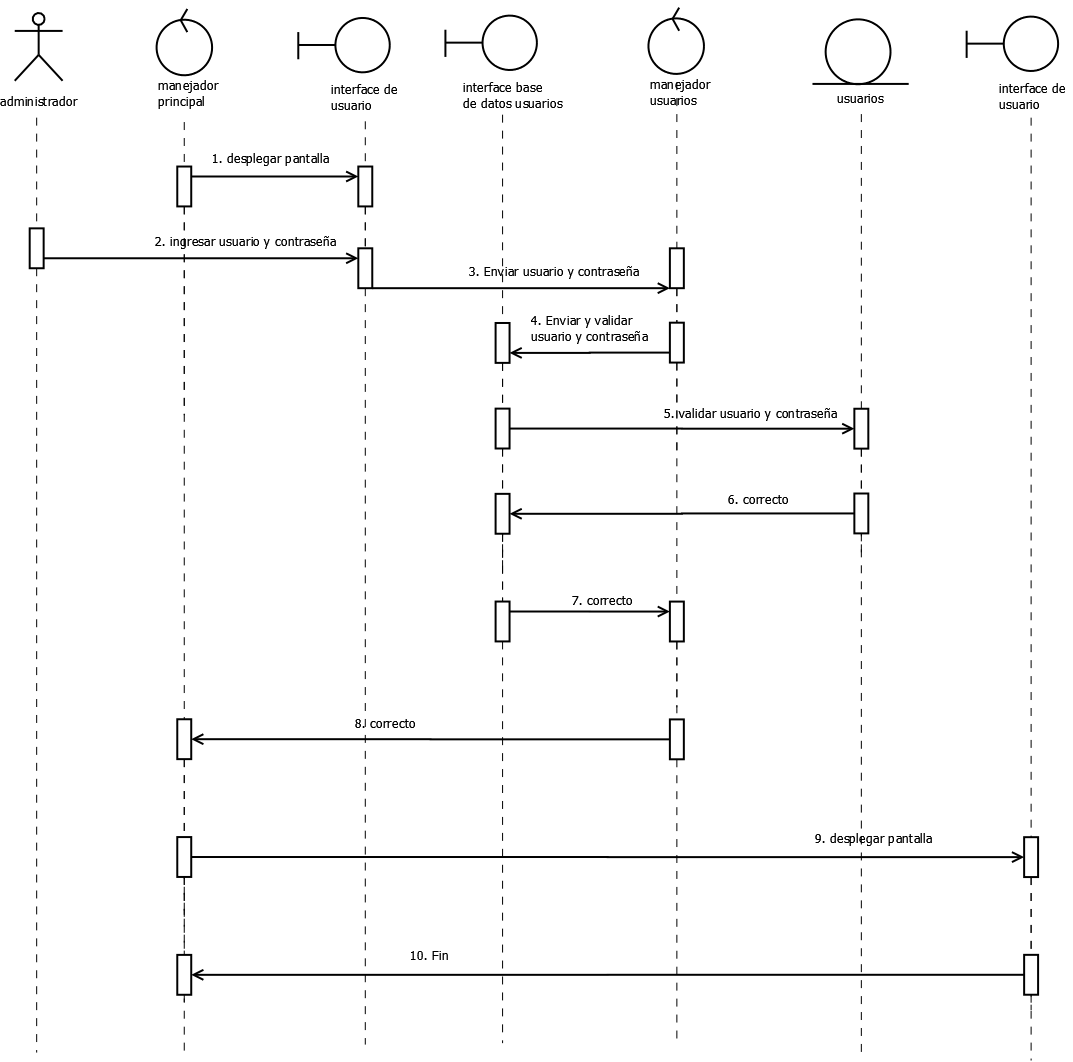 administrador
manejador
principal
interface de
usuario
interface base
de datos usuarios
manejador
usuarios
usuarios
interface de
usuario
1. desplegar pantalla
2. ingresar usuario y contraseña
3. Enviar usuario y contraseña
4. Enviar y validar
usuario y contraseña
5. validar usuario y contraseña
6. correcto
7. correcto
8. correcto
9. desplegar pantalla
10. Fin